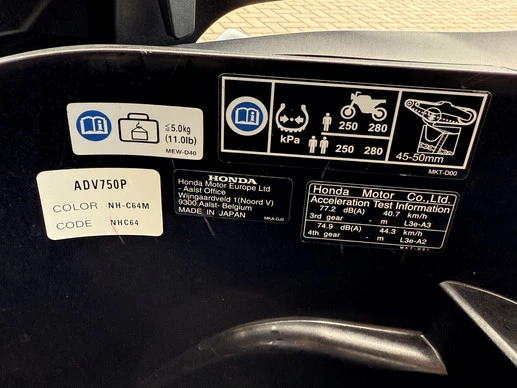 ≤5.0kg
(11.0lb)
MEW-D40
kPa
250 280
250 280
45-50mm
MKT-D00
ADV750P
COLOR NH-C64M
CODE NHC64
HONDA
Honda Motor Europe Ltd
- Aalst Office
Wijngaardveld 1(Noord V)
9300 Aalst- Belgium
MADE IN JAPAN
MKA-DJ0
Honda Motor Co.,Ltd.
Acceleration Test Information
77.2 dB(A) 40.7 km/h
3rd gear - m L3e-A3
74.9 dB(A) 44.3 km/h
4th gear - m L3e-A2